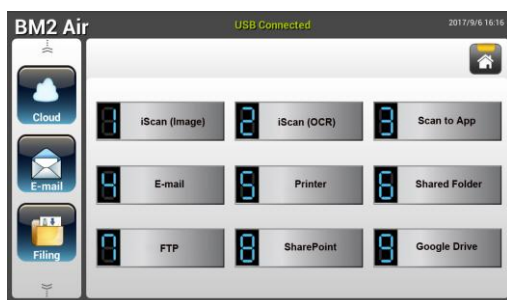 BM2 Air
USB Connected
2017/9/6 16:16
Cloud
E-mail
Filing
1 iScan (Image)
2 iScan (OCR)
3 Scan to App
4 E-mail
5 Printer
6 Shared Folder
7 FTP
8 SharePoint
9 Google Drive